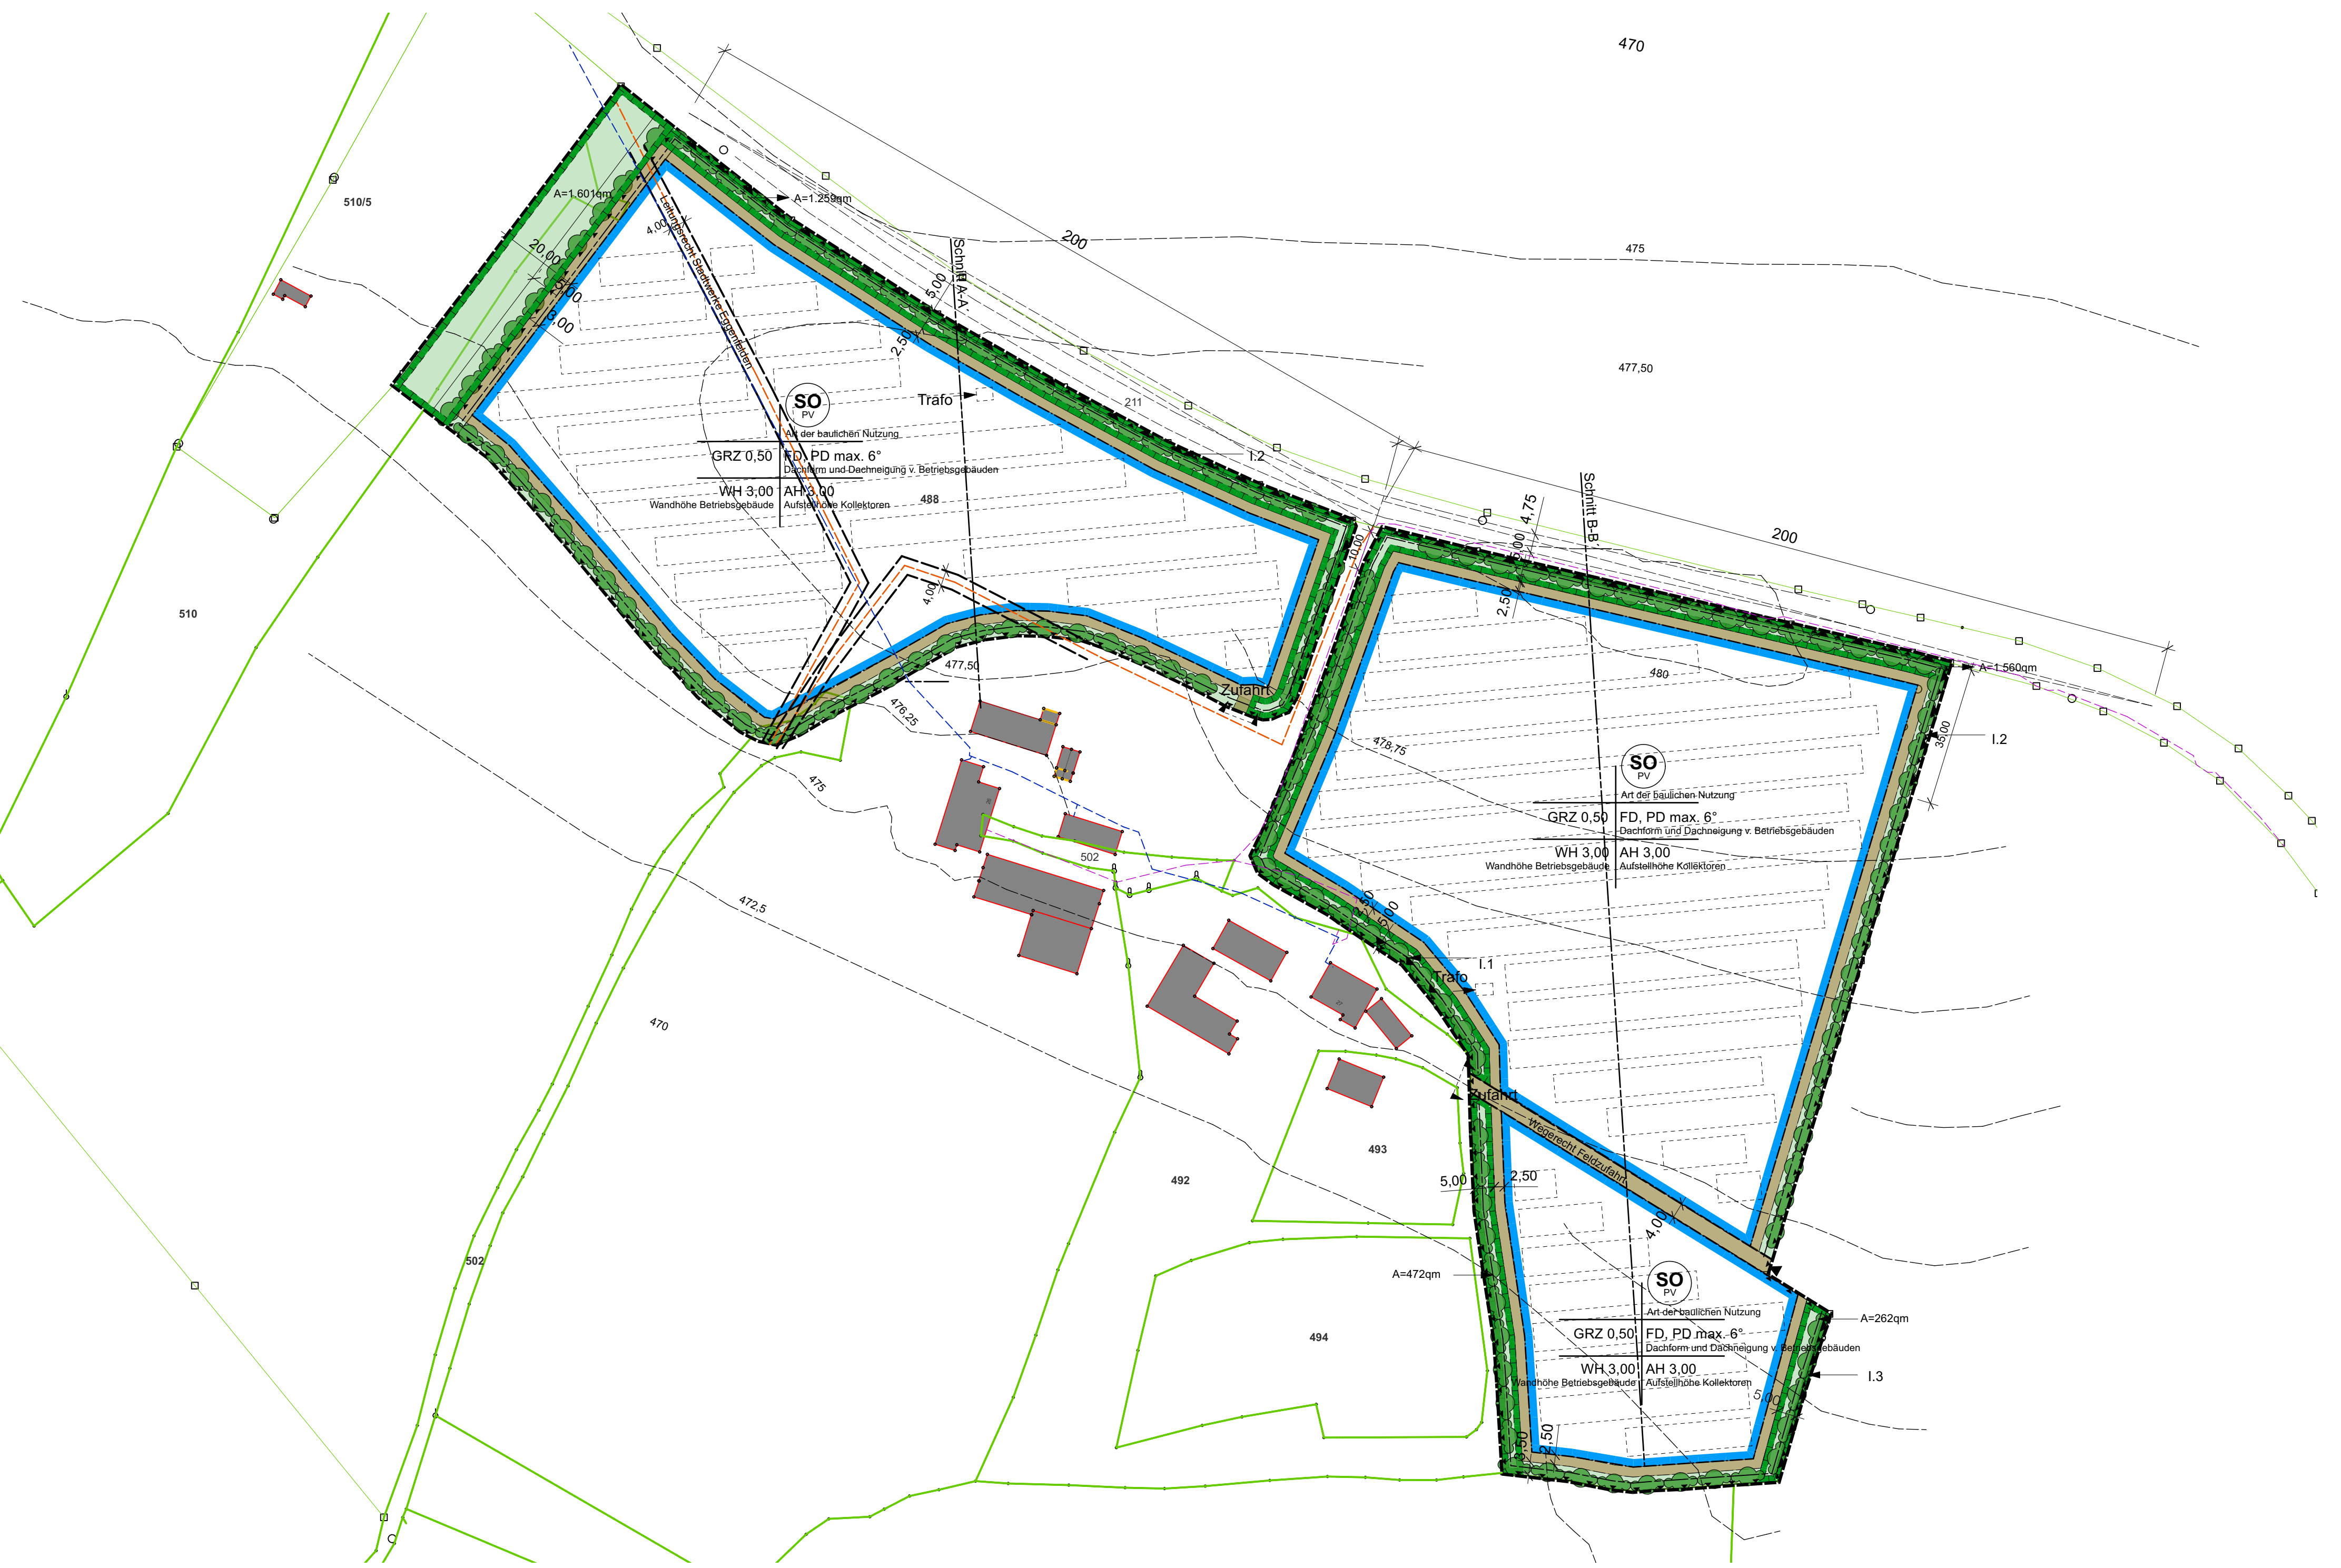 470
510/5
A=1.601qm
A=1.259qm
4,00
Leitungsrecht Stadtwerke Eggenfelden
200
Schnitt A-A
475
20,00
5,00
3,00
5,00
2,50
477,50
SO
PV
Trafo
211
Art der baulichen Nutzung
GRZ 0,50
FD, PD max. 6°
Dachform und Dachneigung v. Betriebsgebäuden
WH 3,00
AH 3,00
Wandhöhe Betriebsgebäude
Aufstellhöhe Kollektoren
488
I.2
Schnitt B-B
4,75
5,00
2,50
200
10,00
510
4,00
477,50
Zufahrt
480
A=1.560qm
I.2
35,00
476,25
475
478,75
SO
PV
Art der baulichen Nutzung
GRZ 0,50
FD, PD max. 6°
Dachform und Dachneigung v. Betriebsgebäuden
WH 3,00
AH 3,00
Wandhöhe Betriebsgebäude
Aufstellhöhe Kollektoren
502
472,5
2,50
5,00
I.1
Trafo
470
Zufahrt
Wegerecht Feldzufahrt
493
492
5,00
2,50
4,00
502
A=472qm
SO
PV
Art der baulichen Nutzung
GRZ 0,50
FD, PD max. 6°
Dachform und Dachneigung v. Betriebsgebäuden
WH 3,00
AH 3,00
Wandhöhe Betriebsgebäude
Aufstellhöhe Kollektoren
A=262qm
494
I.3
5,00
3,50
2,50